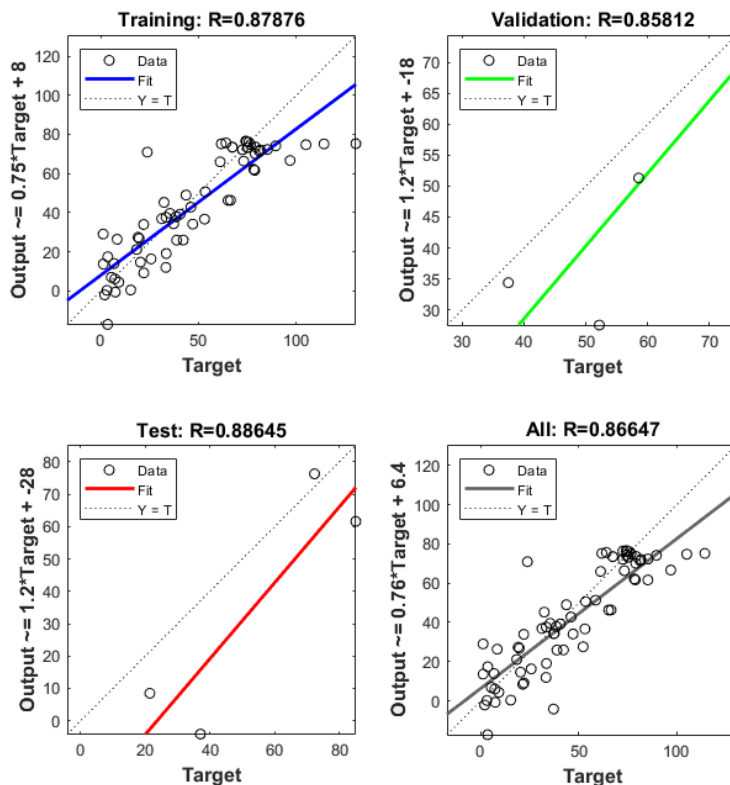 Training: R=0.87876
Output ~= 0.75*Target + 8
120
100
80
60
40
20
0
Data
Fit
Y = T
0
50
100
Target
Validation: R=0.85812
Output ~= 1.2*Target + -18
70
65
60
55
50
45
40
35
30
Data
Fit
Y = T
30
40
50
60
70
Target
Test: R=0.88645
Output ~= 1.2*Target + -28
80
70
60
50
40
30
20
10
0
Data
Fit
Y = T
0
20
40
60
80
Target
All: R=0.86647
Output ~= 0.76*Target + 6.4
120
100
80
60
40
20
0
Data
Fit
Y = T
0
50
100
Target